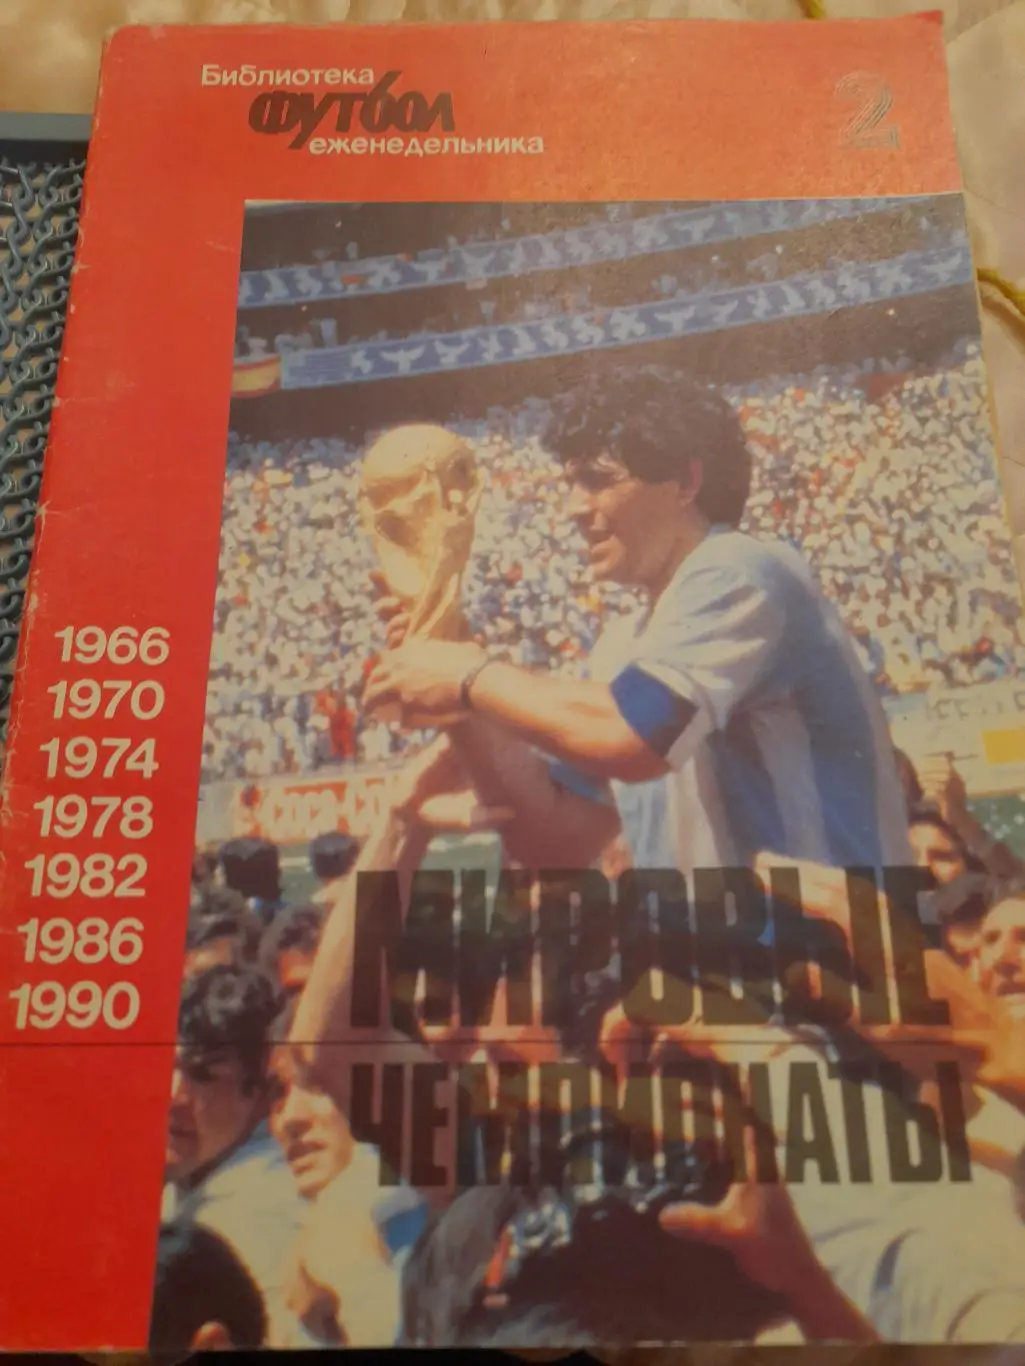 Библиотека
ФУТБОЛ
еженедельника
2
1966
1970
1974
1978
1982
1986
1990
МИРОВЫЕ
ЧЕМПИОНАТЫ